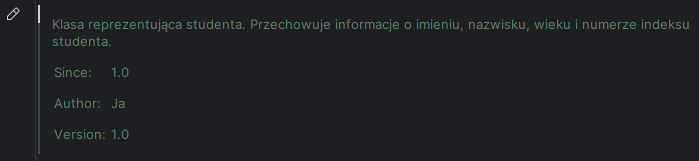 Klasa reprezentująca studenta. Przechowuje informacje o imieniu, nazwisku, wieku i numerze indeksu
studenta.
Since: 1.0
Author: Ja
Version: 1.0